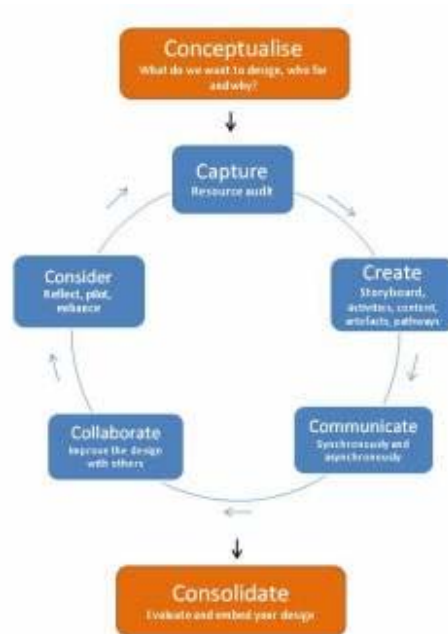 Conceptualise
What do we want to design, who for
and why?
Capture
Resource audit
Consider
Reflect, pilot,
enhance
Create
Storyboard,
activities, content,
artefacts, pathways
Collaborate
Improve the design
with others
Communicate
Synchronously and
asynchronously
Consolidate
Evaluate and embed your design